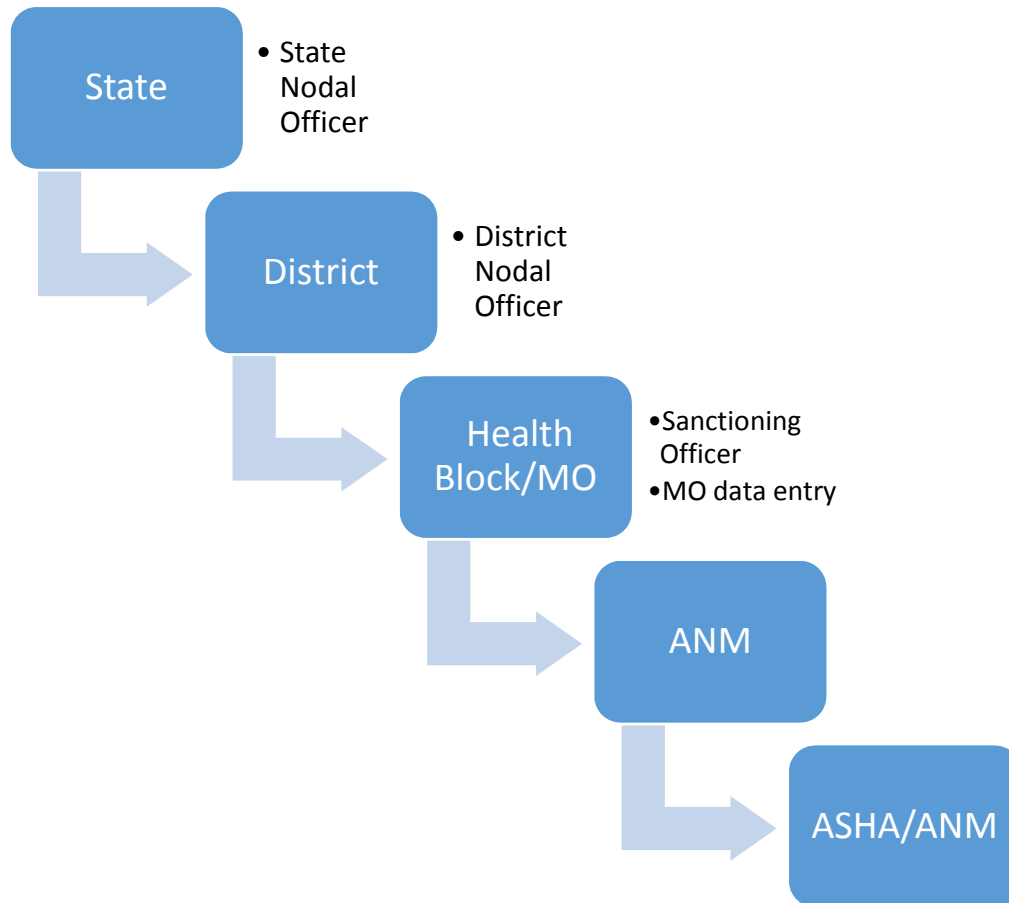 State
• State
Nodal
Officer
District
• District
Nodal
Officer
Health
Block/MO
•Sanctioning
Officer
•MO data entry
ANM
ASHA/ANM